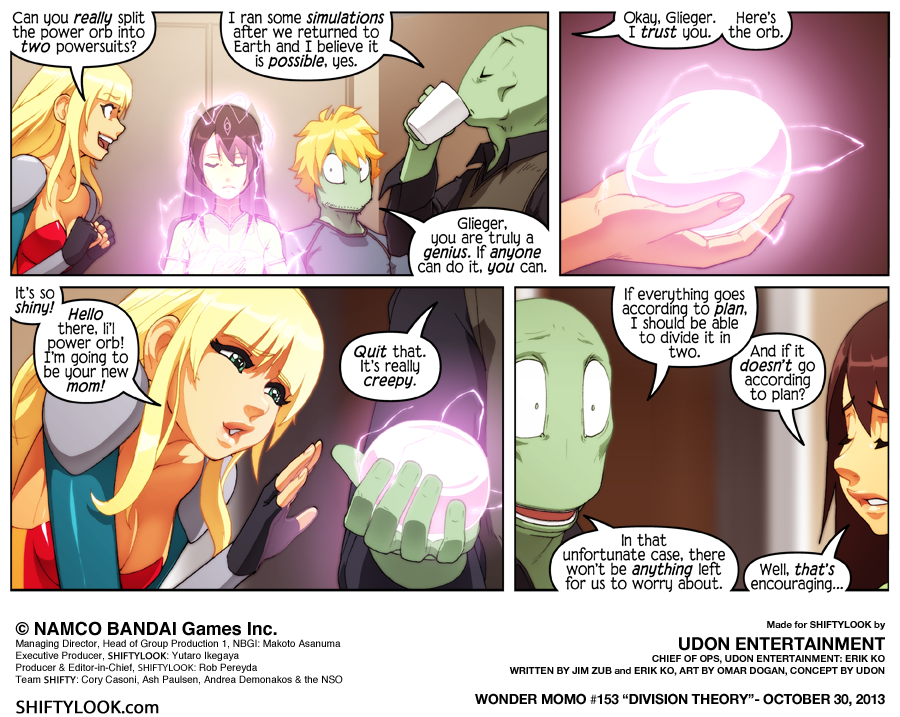 Can you really split
the power orb into
two powersuits?
I ran some simulations
after we returned to
Earth and I believe it
is possible, yes.
Glieger,
you are truly a
genius. If anyone
can do it, you can.
Okay, Glieger.
I trust you.
Here's
the orb.
It's so
shiny!
Hello
there, li'l
power orb!
I'm going to
be your new
mom!
Quit that.
It's really
creepy.
If everything goes
according to plan,
I should be able
to divide it in
two.
And if it
doesn't go
according
to plan?
In that
unfortunate case, there
won't be anything left
for us to worry about.
Well, that's
encouraging...
© NAMCO BANDAI Games Inc.
Managing Director, Head of Group Production 1, NBGI: Makoto Asanuma
Executive Producer, SHIFTYLOOK: Yutaro Ikegaya
Producer & Editor-in-Chief, SHIFTYLOOK: Rob Pereyda
Team SHIFTY: Cory Casoni, Ash Paulsen, Andrea Demonakos & the NSO
SHIFTYLOOK.com
Made for SHIFTYLOOK by
UDON ENTERTAINMENT
CHIEF OF OPS, UDON ENTERTAINMENT: ERIK KO
WRITTEN BY JIM ZUB and ERIK KO, ART BY OMAR DOGAN, CONCEPT BY UDON
WONDER MOMO #153 “DIVISION THEORY”- OCTOBER 30, 2013